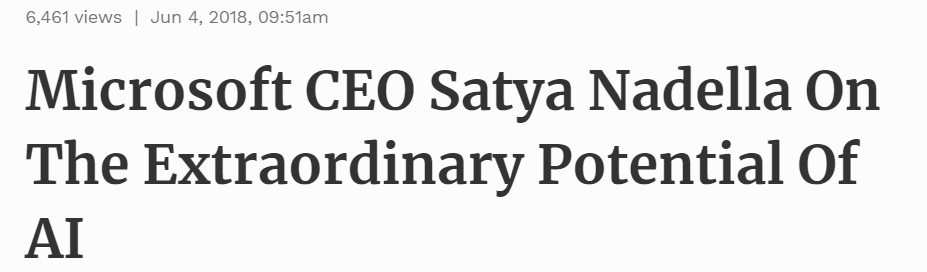 6,461 views | Jun 4, 2018, 09:51am
Microsoft CEO Satya Nadella On
The Extraordinary Potential Of
AI